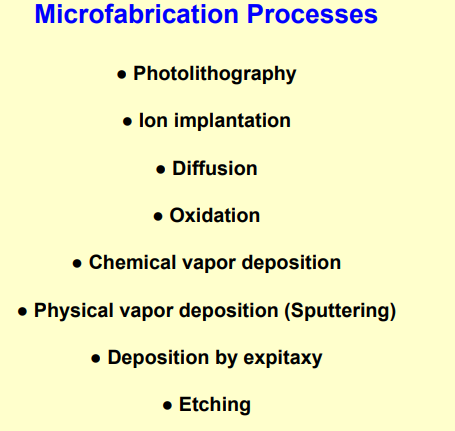 Microfabrication Processes
● Photolithography
● Ion implantation
● Diffusion
● Oxidation
● Chemical vapor deposition
● Physical vapor deposition (Sputtering)
● Deposition by expitaxy
● Etching